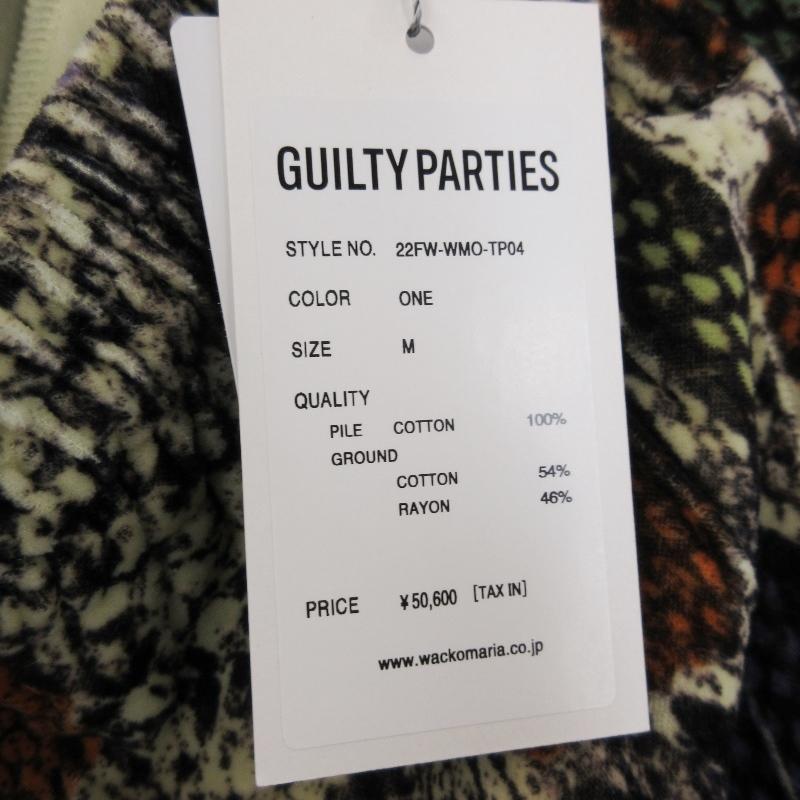 GUILTY PARTIES
STYLE NO. 22FW-WMO-TP04
COLOR ONE
SIZE M
QUALITY
PILE COTTON 100%
GROUND
COTTON 54%
RAYON 46%
PRICE ¥50,600 [TAX IN]
www.wackomaria.co.jp